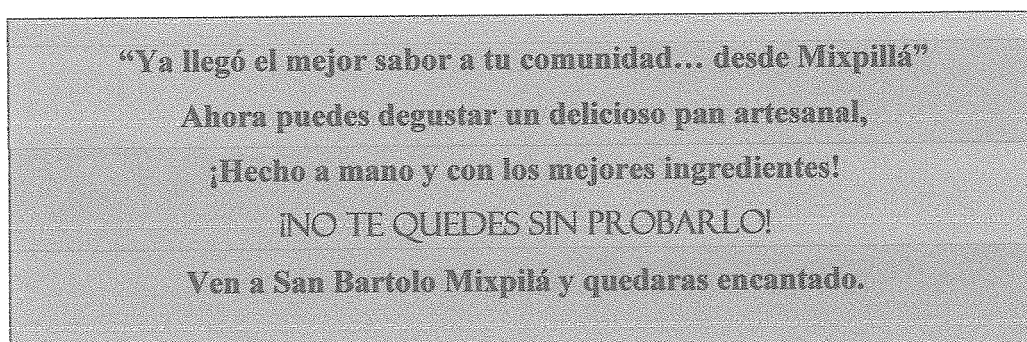 “Ya llegó el mejor sabor a tu comunidad... desde Mixpillá”
Ahora puedes degustar un delicioso pan artesanal,
¡Hecho a mano y con los mejores ingredientes!
¡NO TE QUEDES SIN PROBARLO!
Ven a San Bartolo Mixpilá y quedaras encantado.